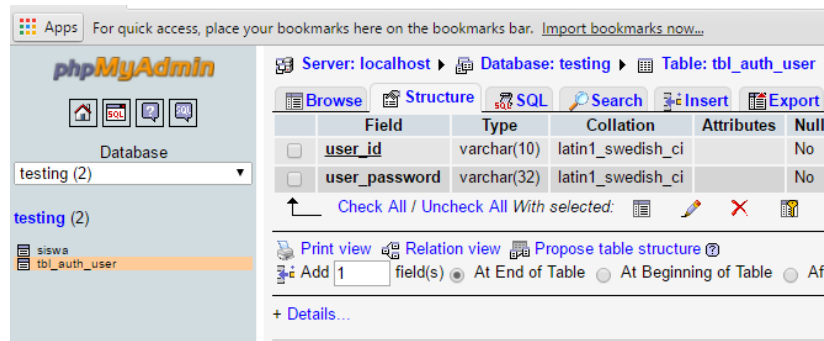 Apps For quick access, place your bookmarks here on the bookmarks bar. Import bookmarks now...
phpMyAdmin
SQL ? SQL
Database
testing (2)
testing (2)
siswa
tbl_auth_user
Server: localhost Database: testing Table: tbl_auth_user
Browse Structure SQL Search Insert Export
Field Type Collation Attributes Null
user_id varchar(10) latin1_swedish_ci No
user_password varchar(32) latin1_swedish_ci No
Check All / Uncheck All With selected:
Print view Relation view Propose table structure ?
Add 1 field(s) At End of Table At Beginning of Table Af
+ Details...